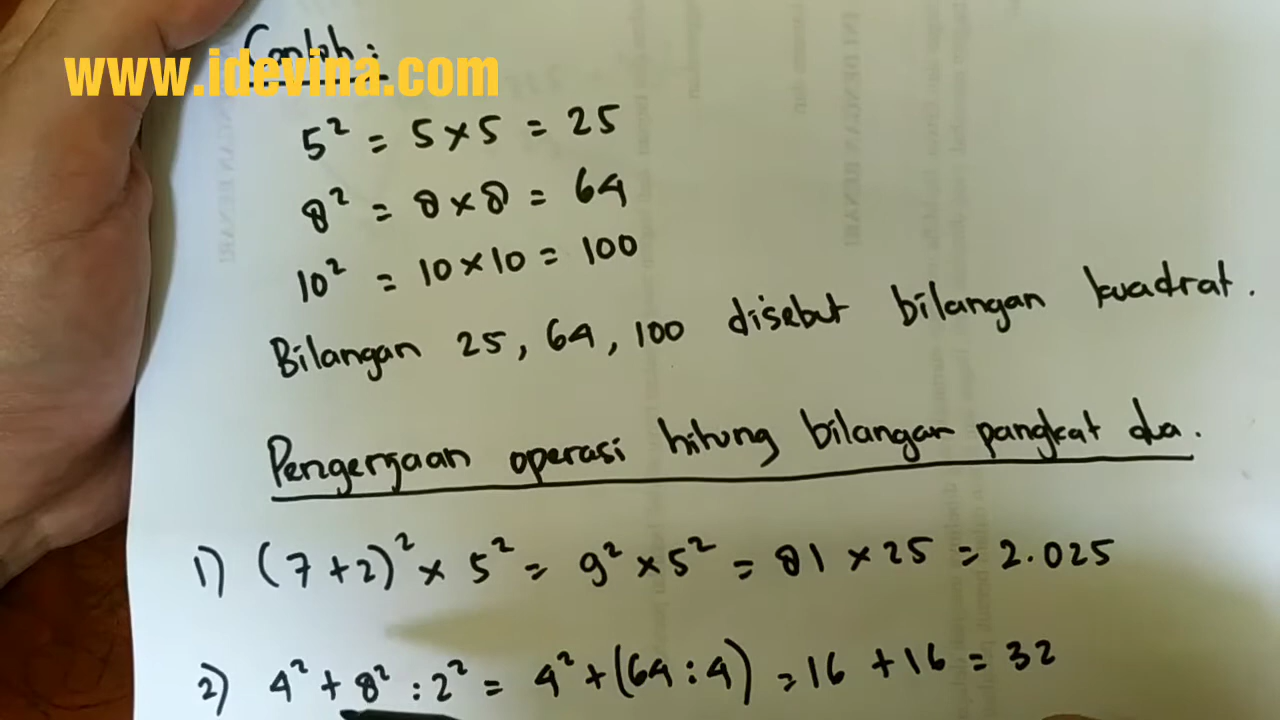 Contoh:
www.idevina.com
5² = 5 × 5 = 25
8² = 8 × 8 = 64
10² = 10 × 10 = 100
Bilangan 25, 64, 100 disebut bilangan kuadrat.
Pengerjaan operasi hitung bilangan pangkat dua.
1) (7+2)² × 5² = 9² × 5² = 81 × 25 = 2.025
2) 4² + 8² : 2² = 4² + (64 : 4) = 16 + 16 = 32